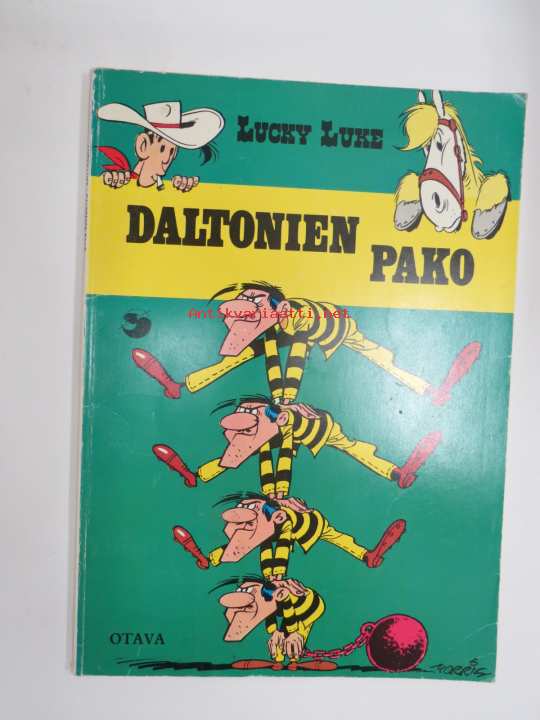 LUCKY LUKE
DALTONIEN
PAKO
antikvariaatti.net
OTAVA
MORRIS